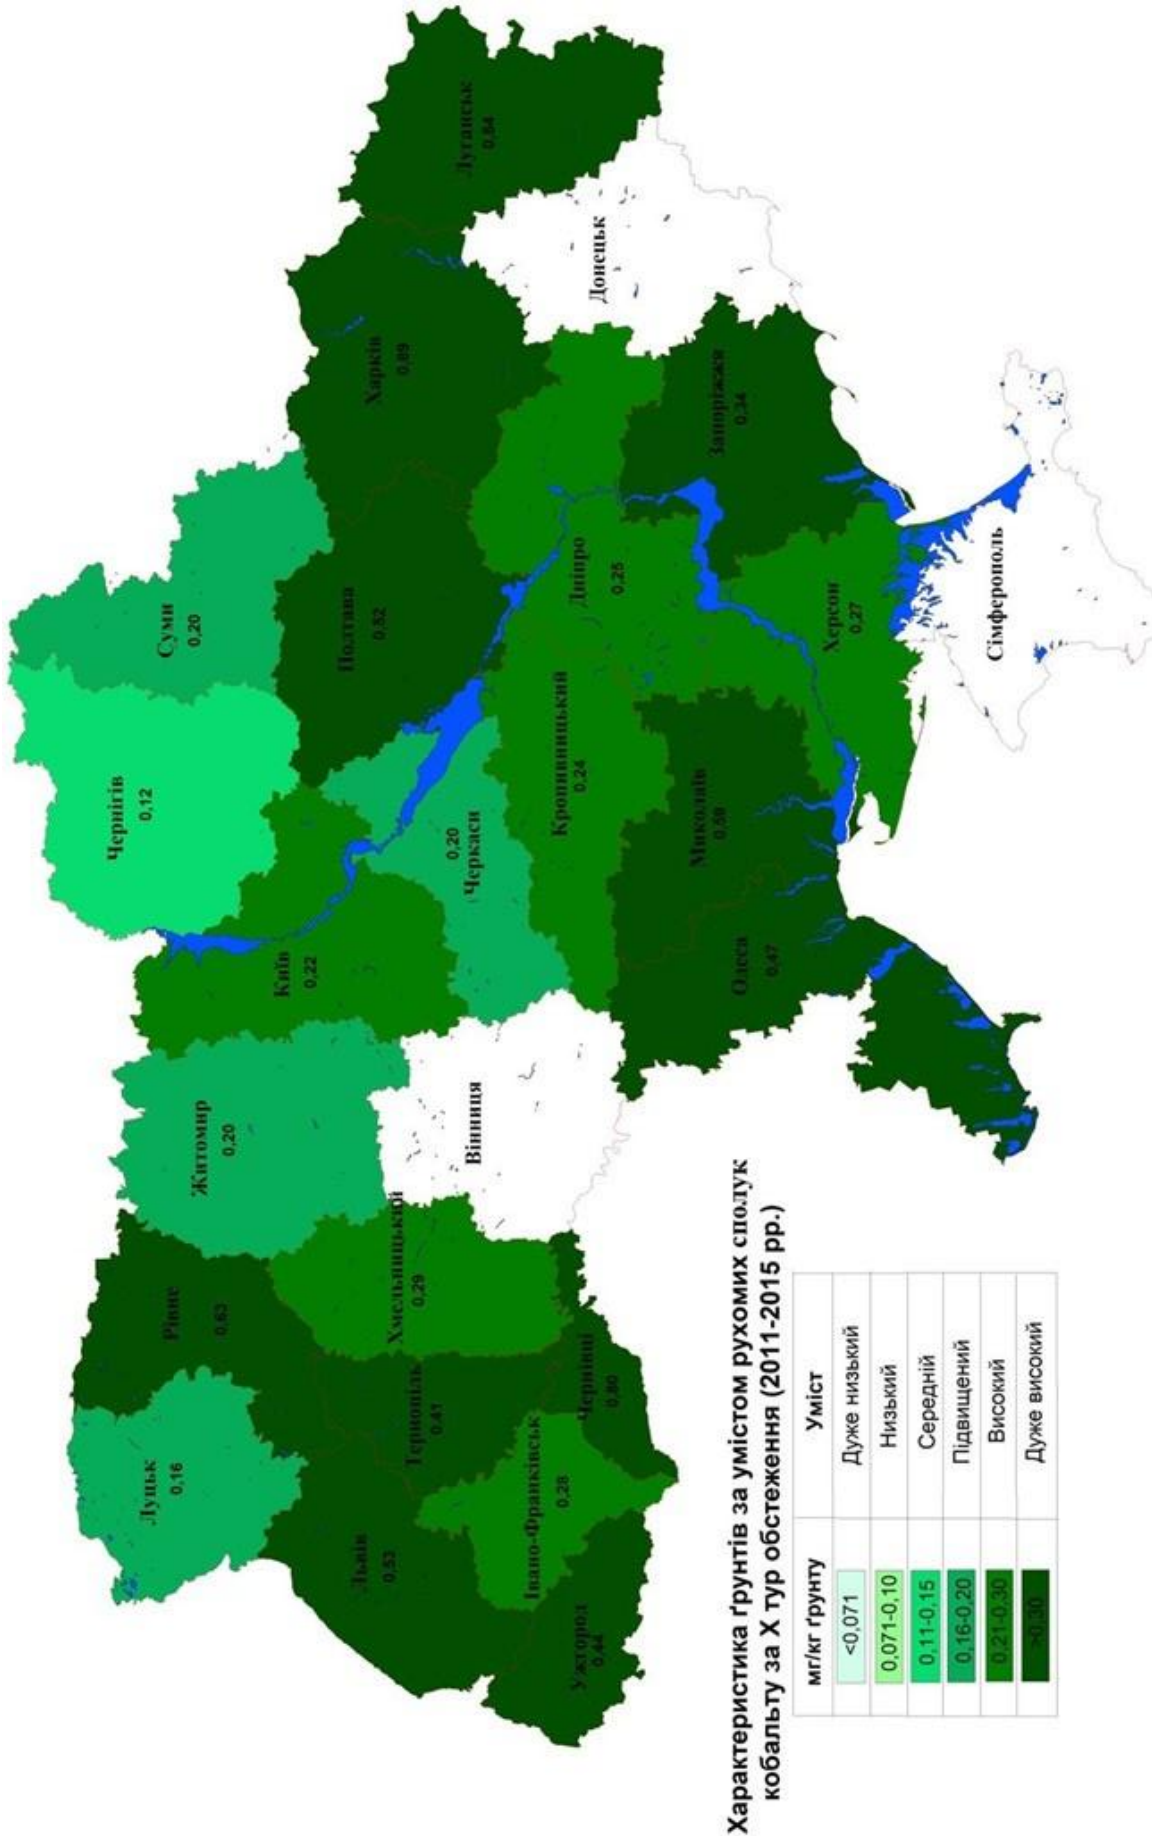 Чернігів
0,12
Суми
0,20
Луцьк
0,16
Рівне
0,63
Житомир
0,20
Київ
0,22
Полтава
0,52
Харків
0,89
Луганськ
0,84
Львів
0,53
Тернопіль
0,41
Хмельницький
0,29
Вінниця
0,20
Черкаси
Кропивницький
0,24
Дніпро
0,25
Донецьк
Ужгород
0,44
Івано-Франківськ
0,28
Чернівці
0,80
Одеса
0,47
Миколаїв
0,59
Запоріжжя
0,34
Херсон
0,27
Сімферополь
Характеристика ґрунтів за умістом рухомих сполук
кобальту за Х тур обстеження (2011-2015 рр.)
мг/кг ґрунту Уміст
<0,071 Дуже низький
0,071-0,10 Низький
0,11-0,15 Середній
0,16-0,20 Підвищений
0,21-0,30 Високий
>0,30 Дуже високий